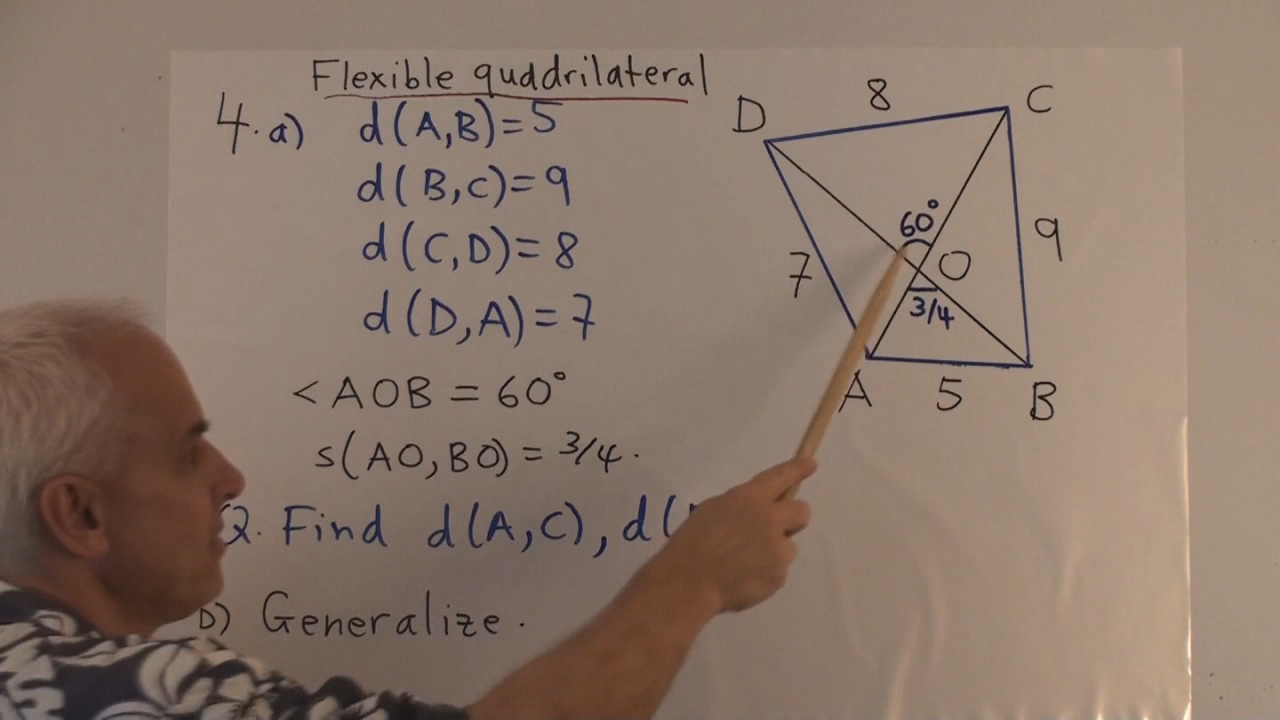 Flexible quadrilateral
4. a) d(A,B)=5
d(B,C)=9
d(C,D)=8
d(D,A)=7
<AOB = 60°
s(AO,BO) = 3/4.
Q. Find d(A,C), d(
b) Generalize.
D 8 C
60°
7 O 9
3/4
A 5 B